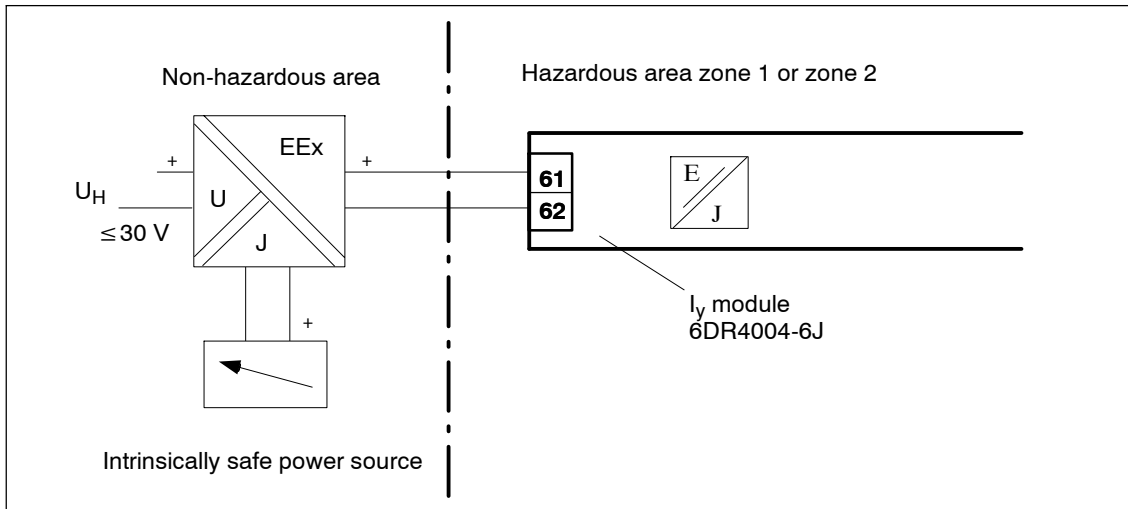 Non-hazardous area
Hazardous area zone 1 or zone 2
EEx
+
+
U_H
≤30 V
U
J
+
61
62
E
J
I_y module
6DR4004-6J
Intrinsically safe power source